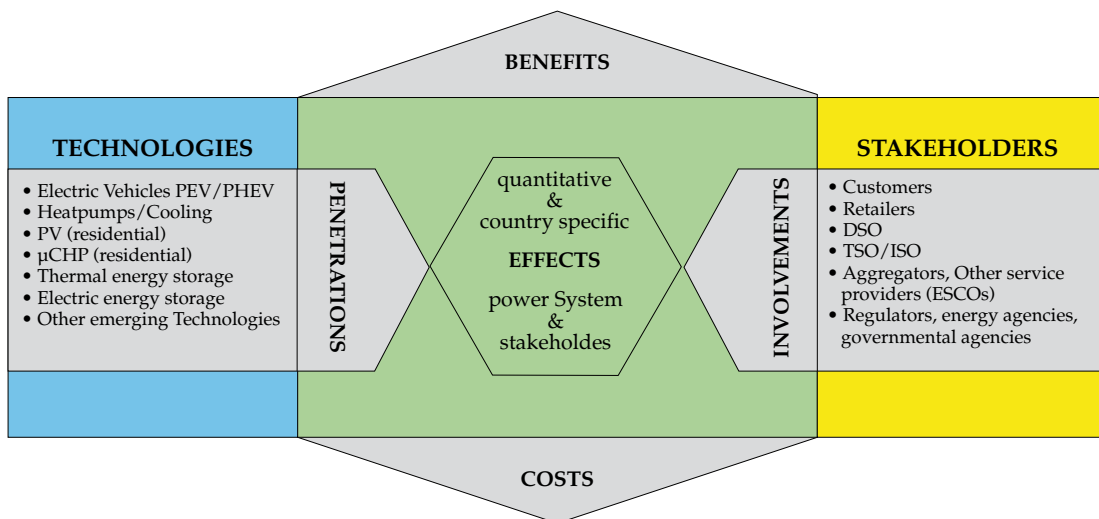 BENEFITS
TECHNOLOGIES
• Electric Vehicles PEV/PHEV
• Heatpumps/Cooling
• PV (residential)
• µCHP (residential)
• Thermal energy storage
• Electric energy storage
• Other emerging Technologies
PENETRATIONS
quantitative
&
country specific
EFFECTS
power System
&
stakeholdes
INVOLVEMENTS
STAKEHOLDERS
• Customers
• Retailers
• DSO
• TSO/ISO
• Aggregators, Other service
providers (ESCOs)
• Regulators, energy agencies,
governmental agencies
COSTS